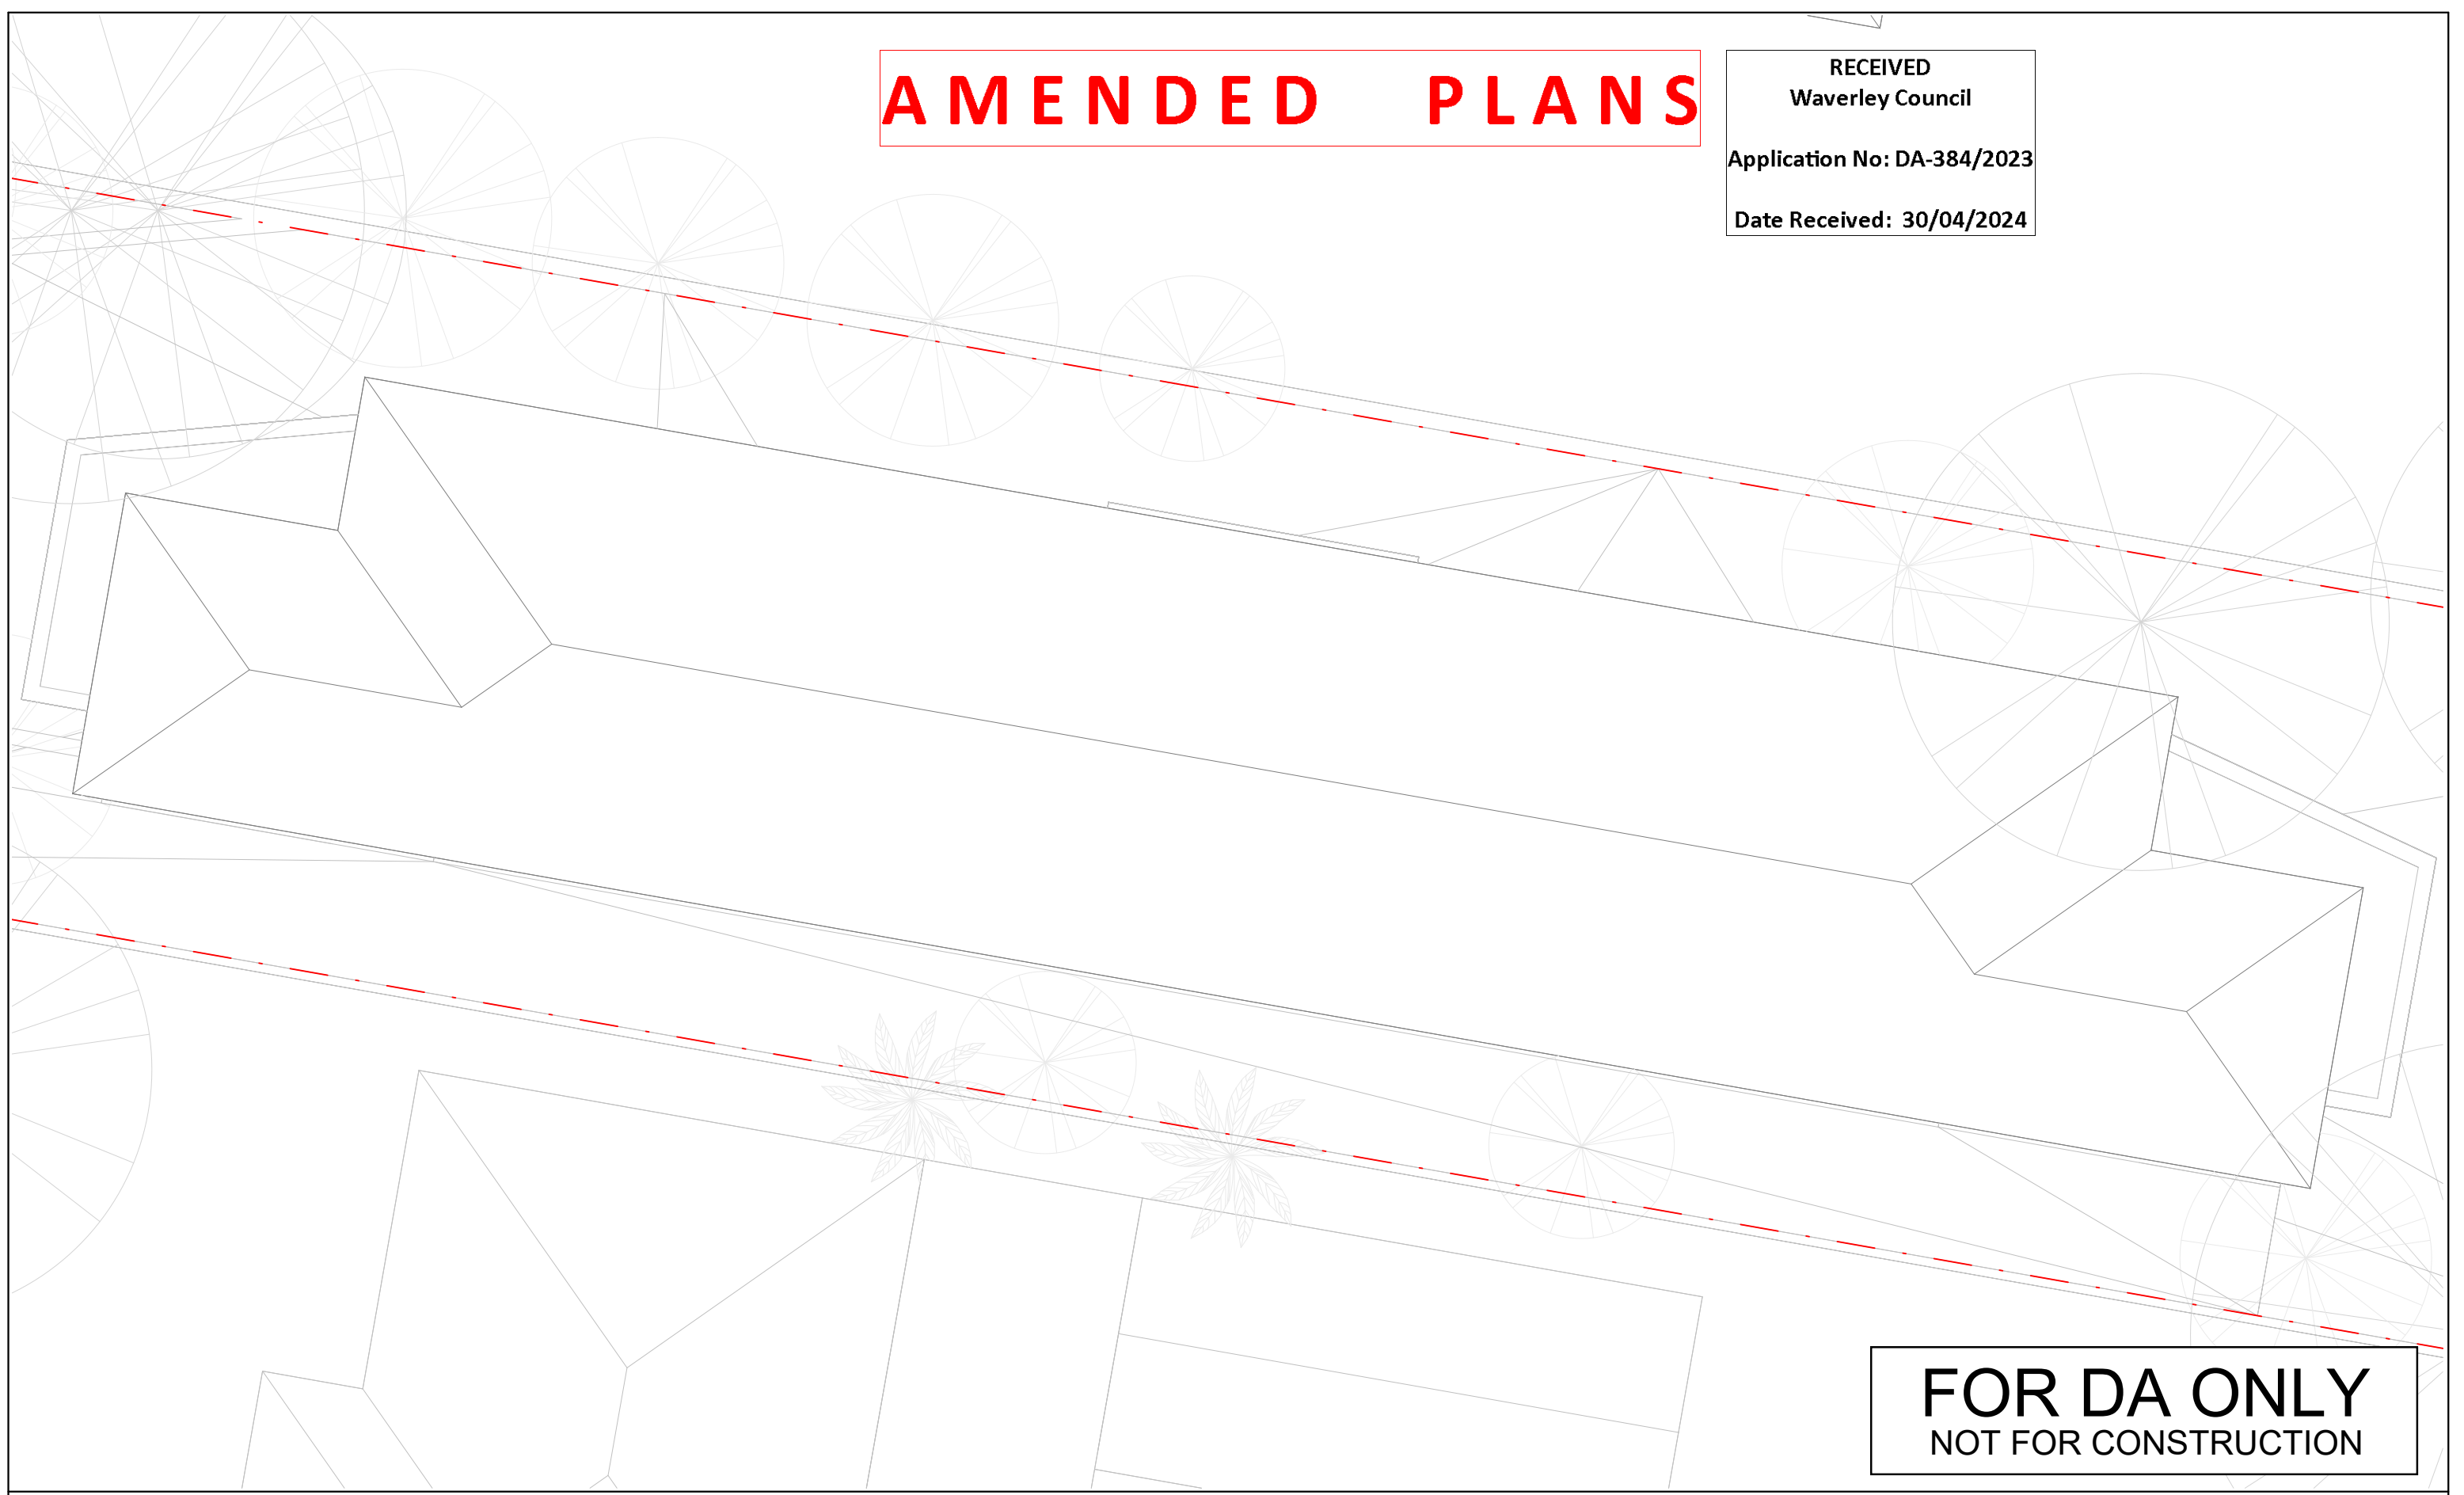 AMENDED PLANS
RECEIVED
Waverley Council
Application No: DA-384/2023
Date Received: 30/04/2024
FOR DA ONLY
NOT FOR CONSTRUCTION